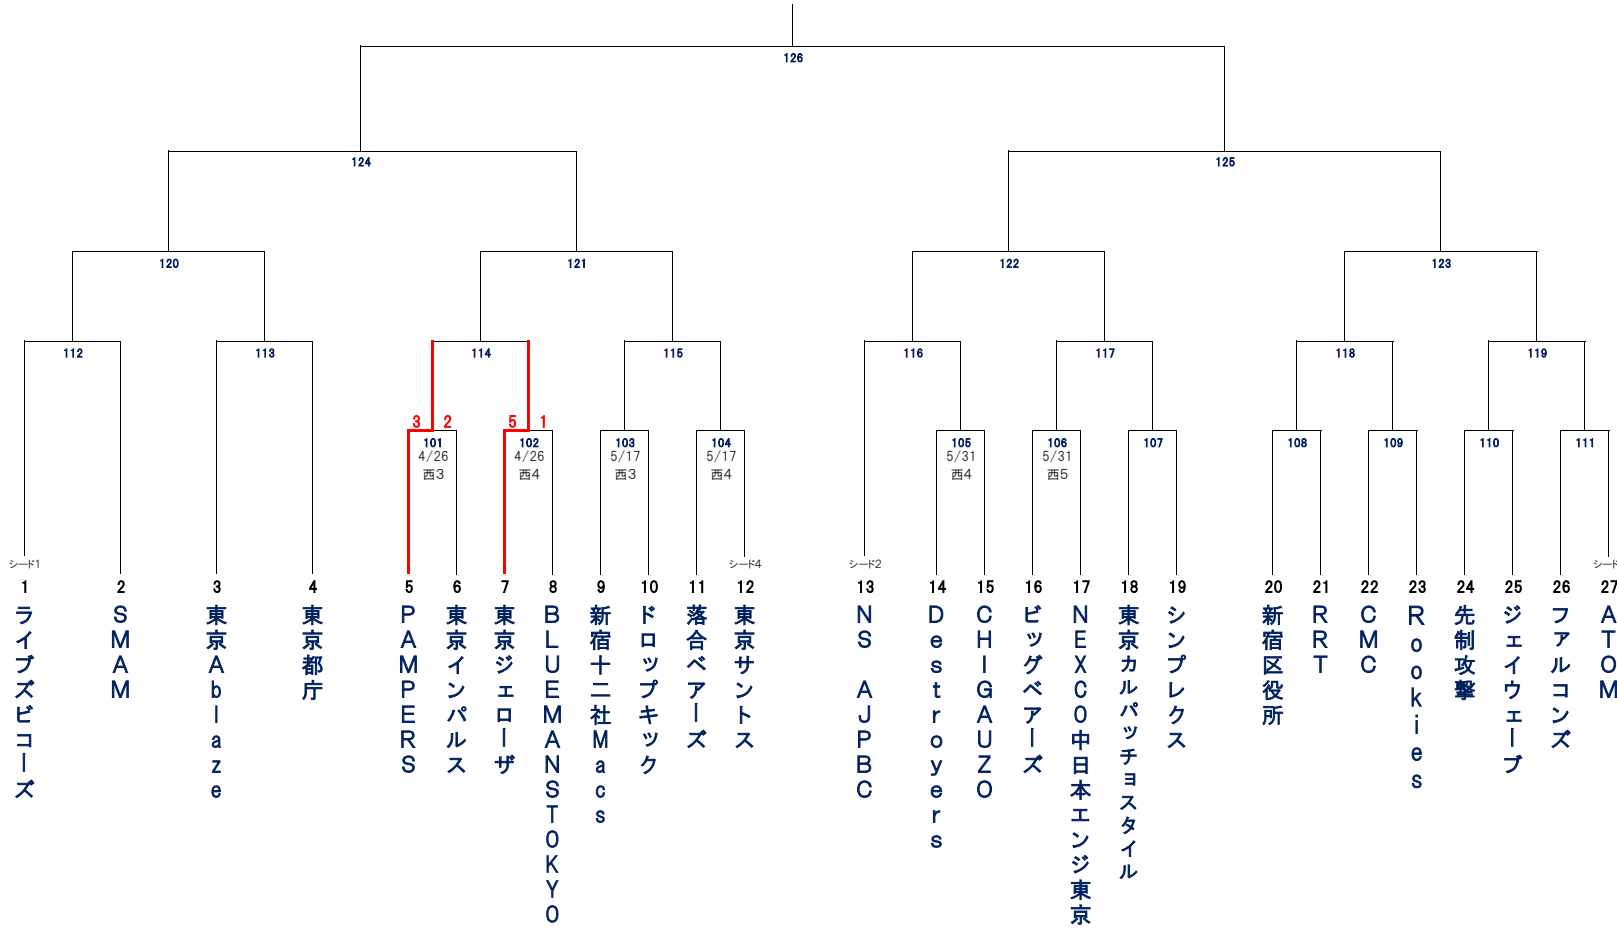 126
124
125
120
121
122
123
112
113
114
115
116
117
118
119
3 2
5 1
101
4/26
西3
102
4/26
西4
103
5/17
西3
104
5/17
西4
105
5/31
西4
106
5/31
西5
107
108
109
110
111
シード1
シード4
シード2
シード
1
ライブズビコーズ
2
SMAM
3
東京Ablaze
4
東京都庁
5
PAMPERS
6
東京インパルス
7
東京ジェローザ
8
BLUEMANSTOKYO
9
新宿十二社Macs
10
ドロップキック
11
落合ベアーズ
12
東京サントス
13
NS AJPBC
14
Destroyers
15
CHIGAUZO
16
ビッグベアーズ
17
NEXCO中日本エンジ東京
18
東京カルパッチョスタイル
19
シンプレクス
20
新宿区役所
21
RRT
22
CMC
23
Rookies
24
先制攻撃
25
ジェイウェーブ
26
ファルコンズ
27
ATOM